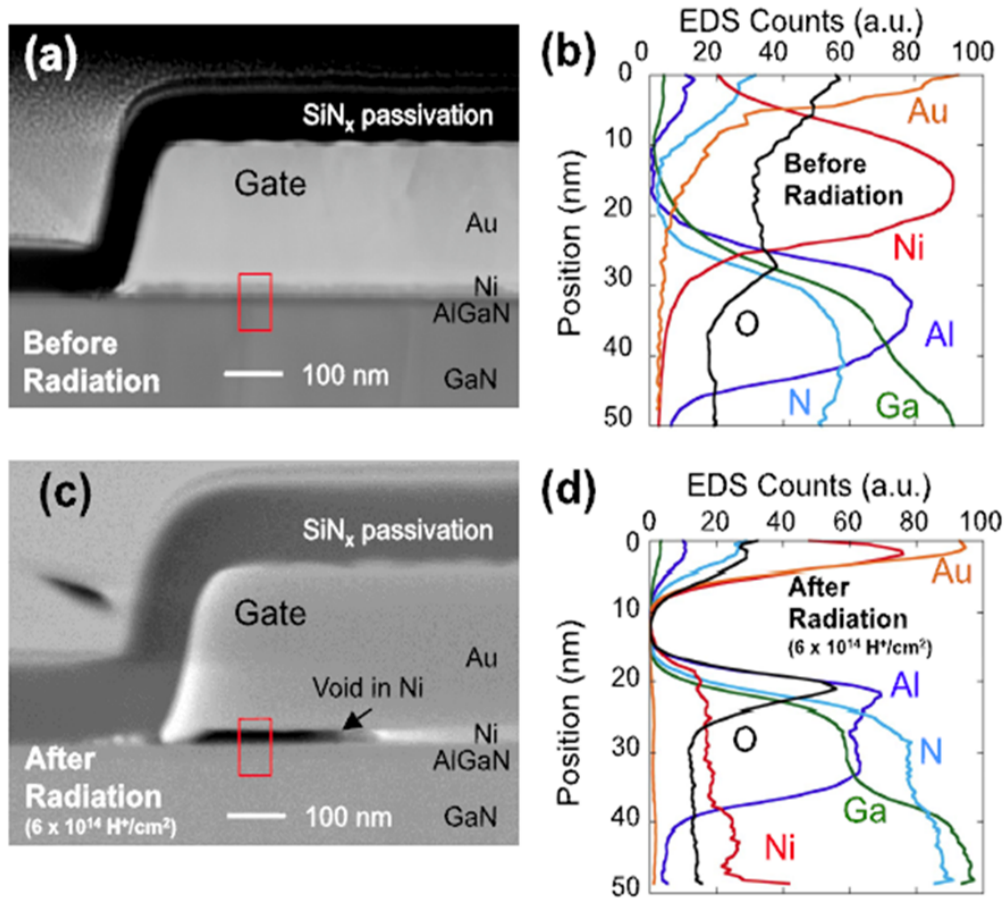 (a)
SiNx passivation
Gate
Au
Ni
AlGaN
Before
Radiation
100 nm
GaN
(b)
EDS Counts (a.u.)
0 20 40 60 80 100
Position (nm)
0
10
20
30
40
50
Au
Before
Radiation
Ni
O
Al
N
Ga
(c)
SiNx passivation
Gate
Au
Void in Ni
Ni
AlGaN
After
Radiation
(6 x 10¹⁴ H⁺/cm²)
100 nm
GaN
(d)
EDS Counts (a.u.)
0 20 40 60 80 100
Position (nm)
0
10
20
30
40
50
Au
After
Radiation
(6 x 10¹⁴ H⁺/cm²)
Al
O
N
Ga
Ni